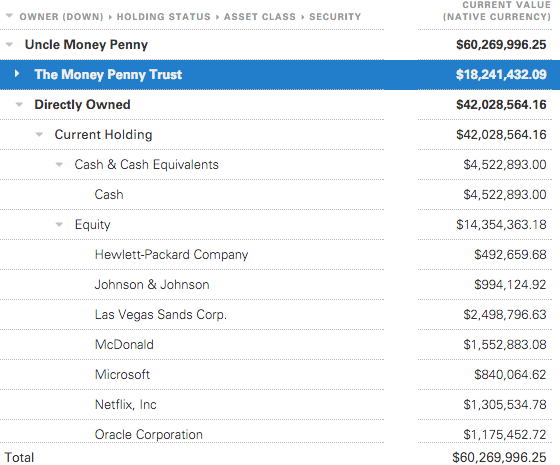 OWNER (DOWN) ▸ HOLDING STATUS ▸ ASSET CLASS ▸ SECURITY CURRENT VALUE (NATIVE CURRENCY)
Uncle Money Penny $60,269,996.25
The Money Penny Trust $18,241,432.09
Directly Owned $42,028,564.16
Current Holding $42,028,564.16
Cash & Cash Equivalents $4,522,893.00
Cash $4,522,893.00
Equity $14,354,363.18
Hewlett-Packard Company $492,659.68
Johnson & Johnson $994,124.92
Las Vegas Sands Corp. $2,498,796.63
McDonald $1,552,883.08
Microsoft $840,064.62
Netflix, Inc $1,305,534.78
Oracle Corporation $1,175,452.72
Total $60,269,996.25